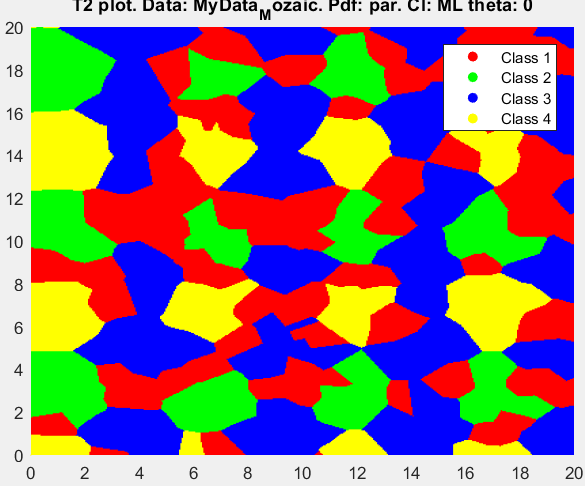 T2 plot. Data: MyData_Mozaic. Pdf: par. Cl: ML theta: 0
Class 1
Class 2
Class 3
Class 4
20
18
16
14
12
10
8
6
4
2
0
0 2 4 6 8 10 12 14 16 18 20